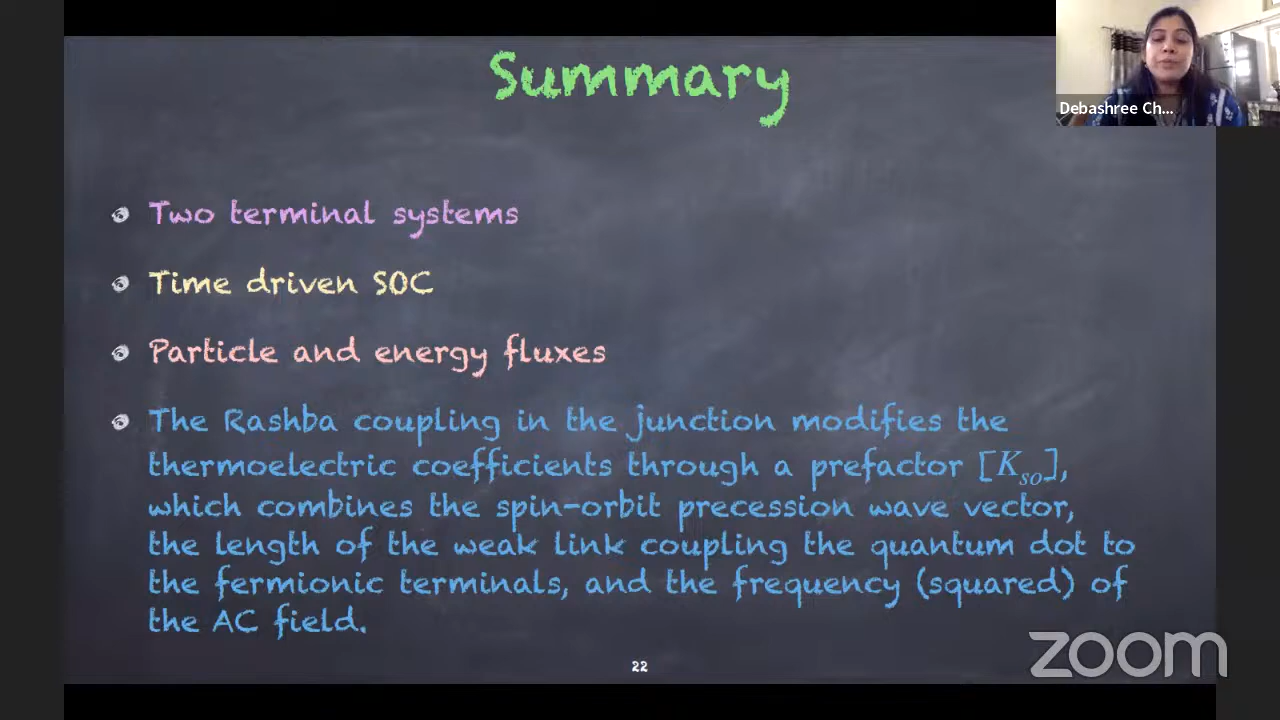 Summary
Debashree Ch...
Two terminal systems
Time driven SOC
Particle and energy fluxes
The Rashba coupling in the junction modifies the
thermoelectric coefficients through a prefactor [K_so],
which combines the spin-orbit precession wave vector,
the length of the weak link coupling the quantum dot to
the fermionic terminals, and the frequency (squared) of
the AC field.
22
zoom